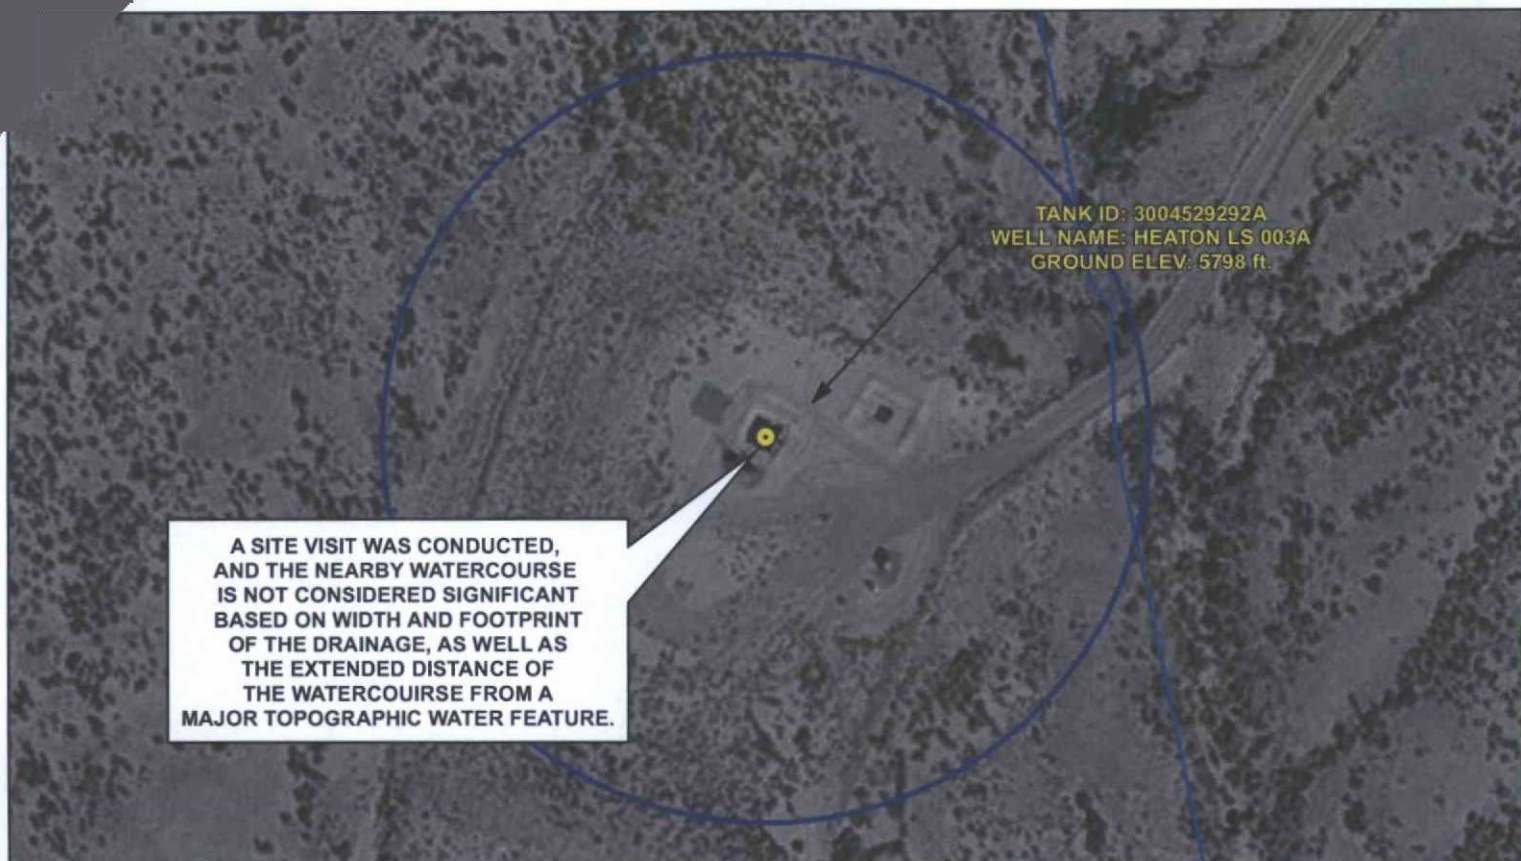 TANK ID: 3004529292A
WELL NAME: HEATON LS 003A
GROUND ELEV: 5798 ft.
A SITE VISIT WAS CONDUCTED,
AND THE NEARBY WATERCOURSE
IS NOT CONSIDERED SIGNIFICANT
BASED ON WIDTH AND FOOTPRINT
OF THE DRAINAGE, AS WELL AS
THE EXTENDED DISTANCE OF
THE WATERCOUIRSE FROM A
MAJOR TOPOGRAPHIC WATER FEATURE.